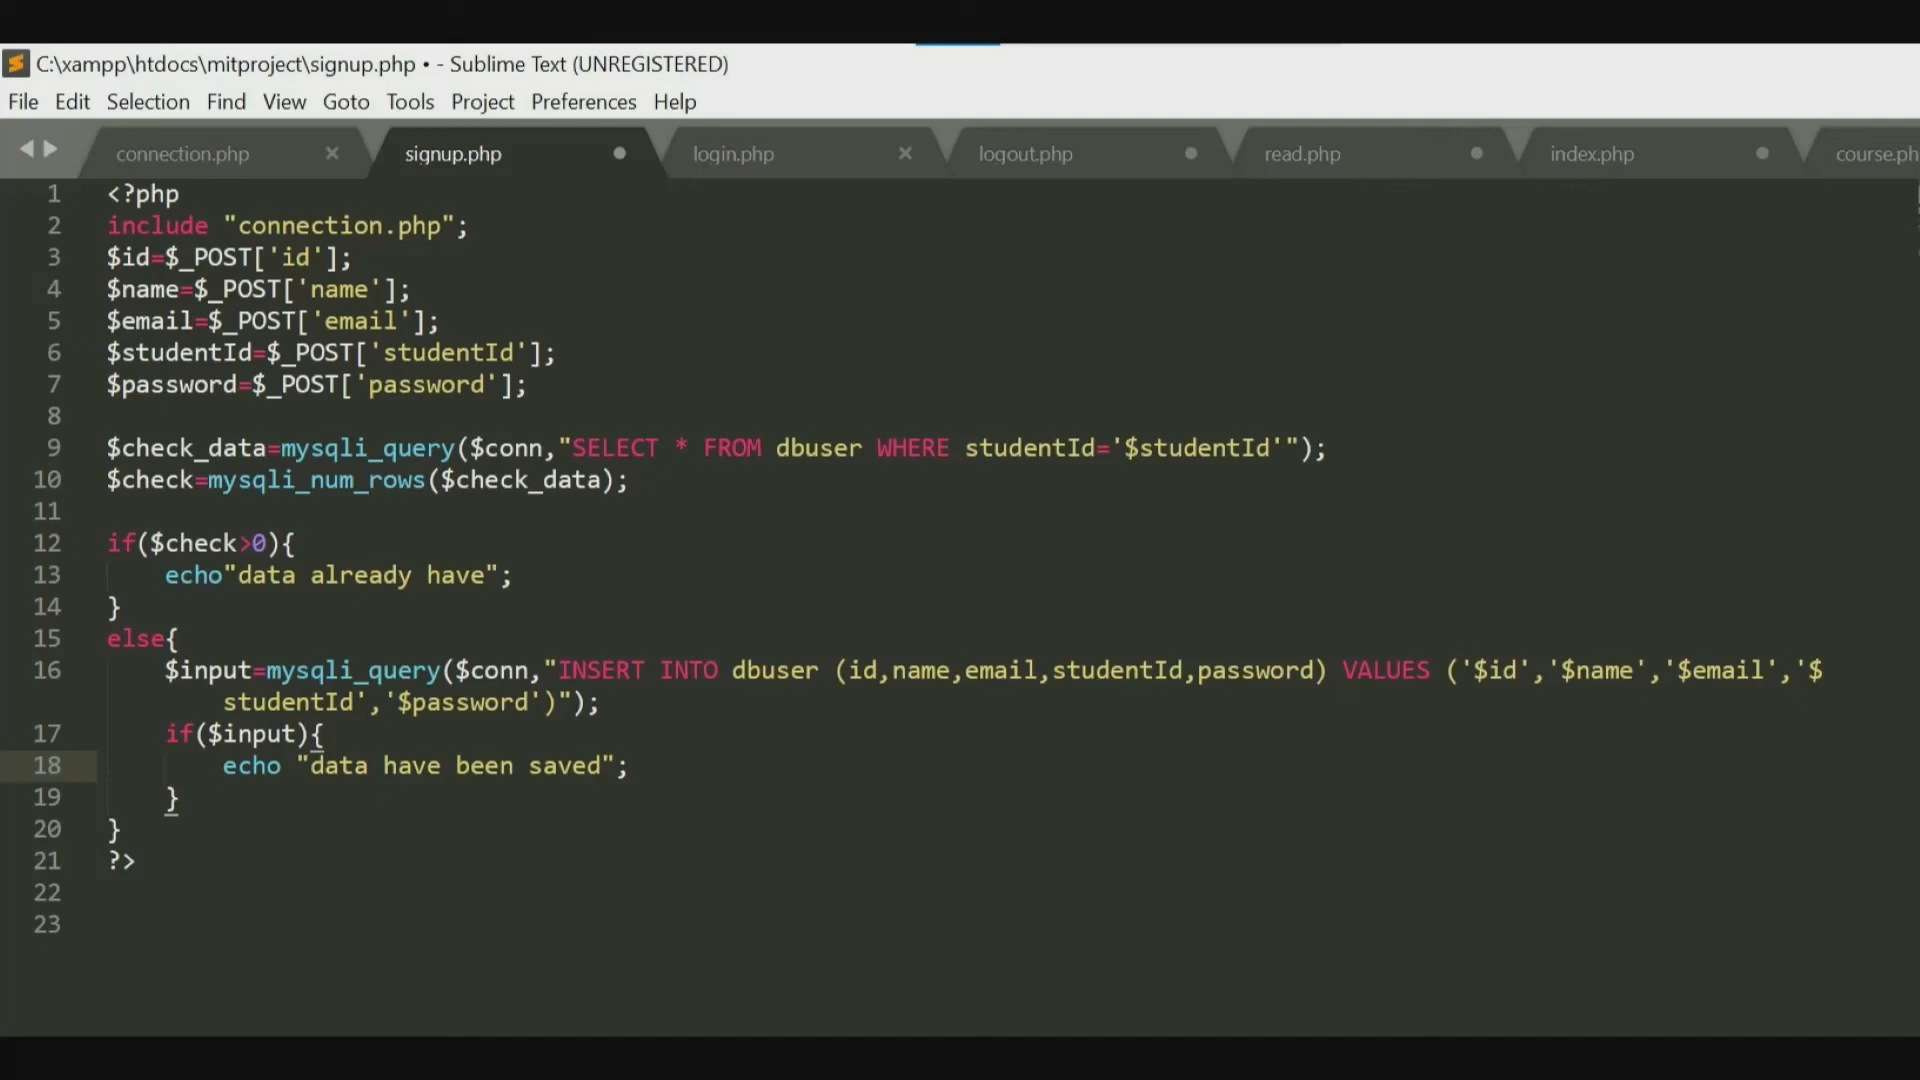 C:\xampp\htdocs\mitproject\signup.php • - Sublime Text (UNREGISTERED)
File Edit Selection Find View Goto Tools Project Preferences Help
connection.php signup.php login.php logout.php read.php index.php course.ph
1 <?php
2 include "connection.php";
3 $id=$_POST['id'];
4 $name=$_POST['name'];
5 $email=$_POST['email'];
6 $studentId=$_POST['studentId'];
7 $password=$_POST['password'];
8
9 $check_data=mysqli_query($conn,"SELECT * FROM dbuser WHERE studentId='$studentId'");
10 $check=mysqli_num_rows($check_data);
11
12 if($check>0){
13 echo"data already have";
14 }
15 else{
16 $input=mysqli_query($conn,"INSERT INTO dbuser (id,name,email,studentId,password) VALUES ('$id','$name','$email','$
studentId','$password')");
17 if($input){
18 echo "data have been saved";
19 }
20 }
21 ?>
22
23